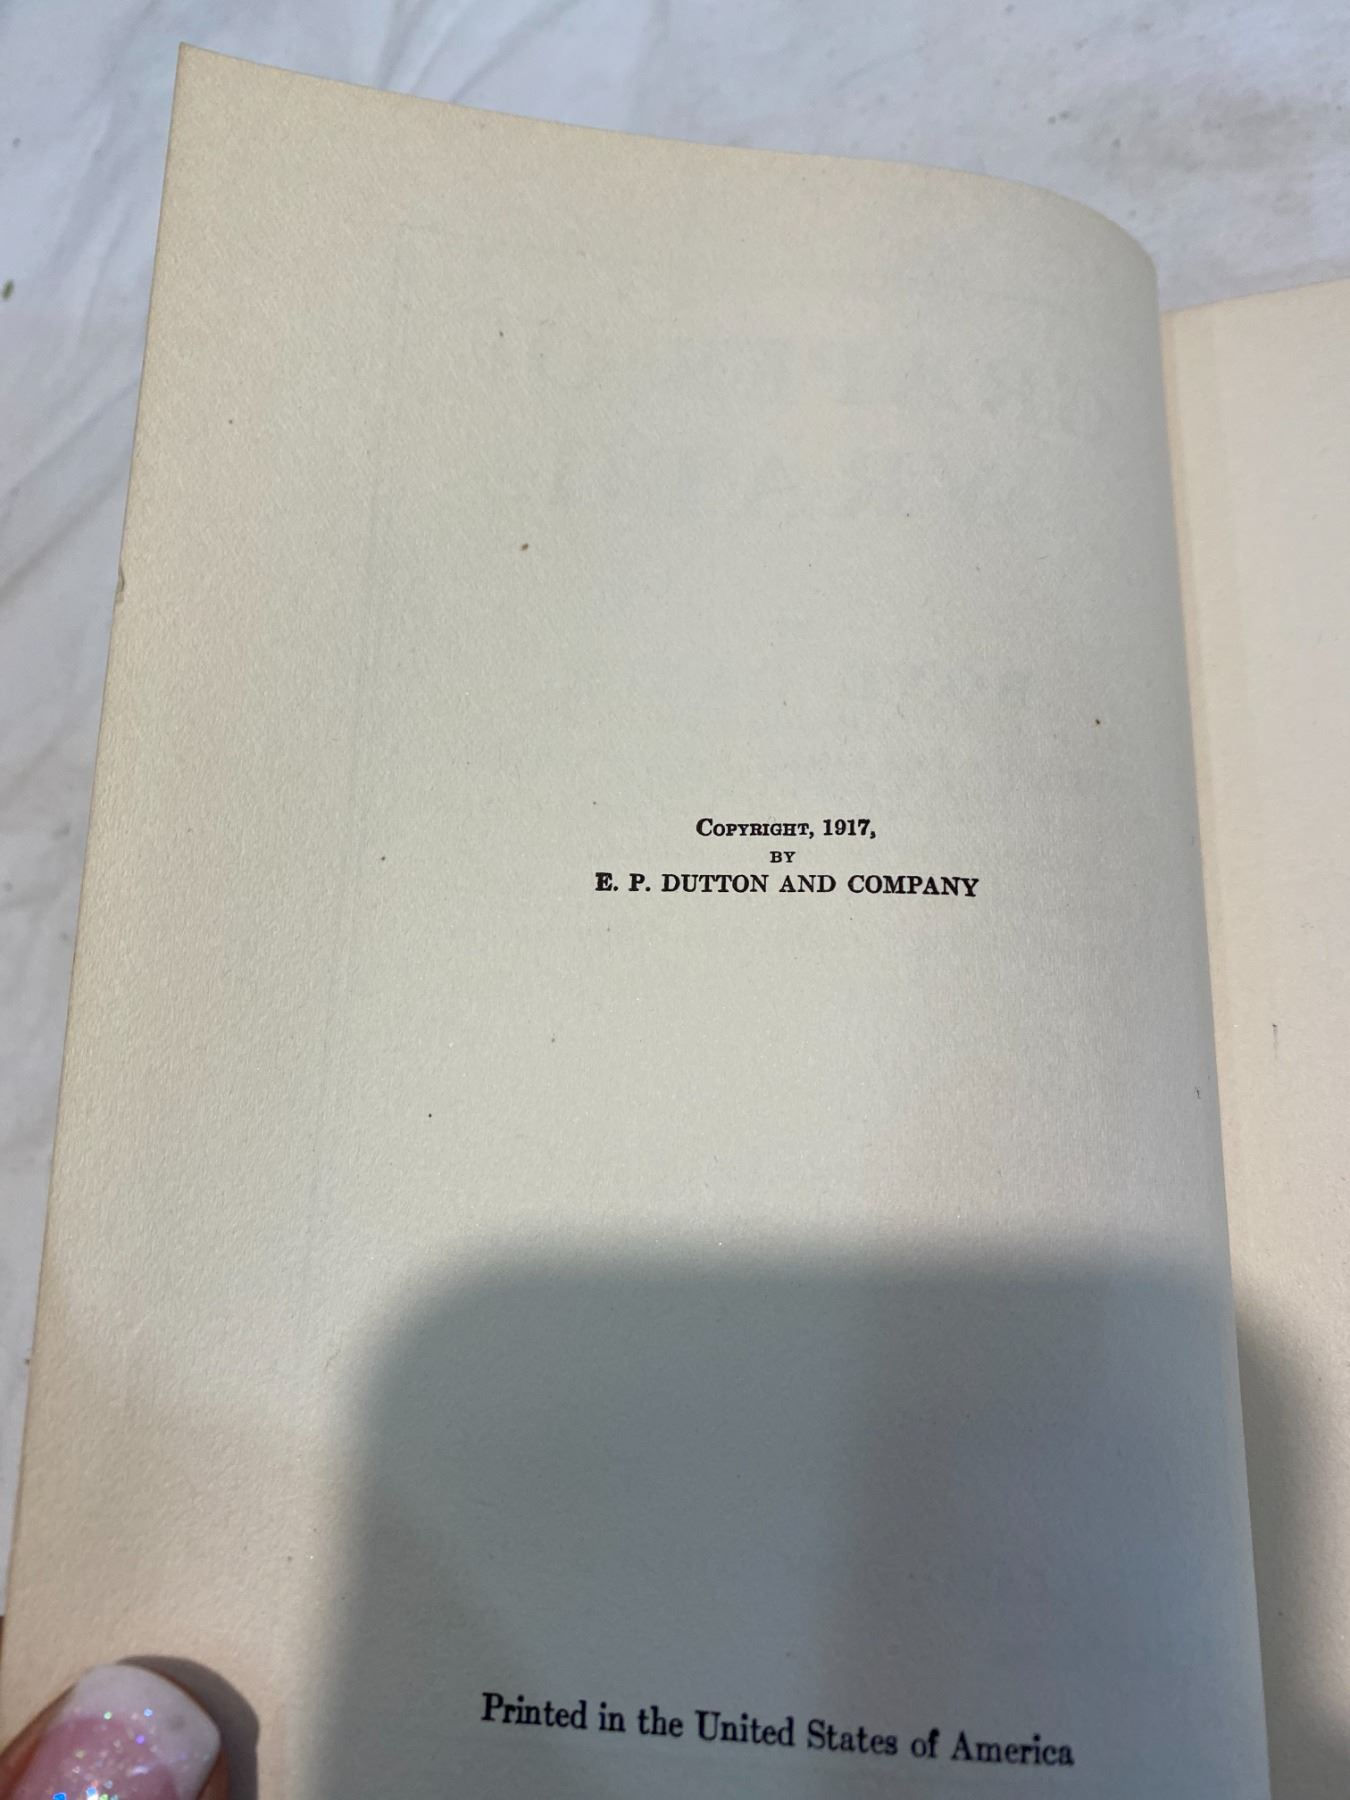 Copyright, 1917,
BY
E. P. DUTTON AND COMPANY
Printed in the United States of America